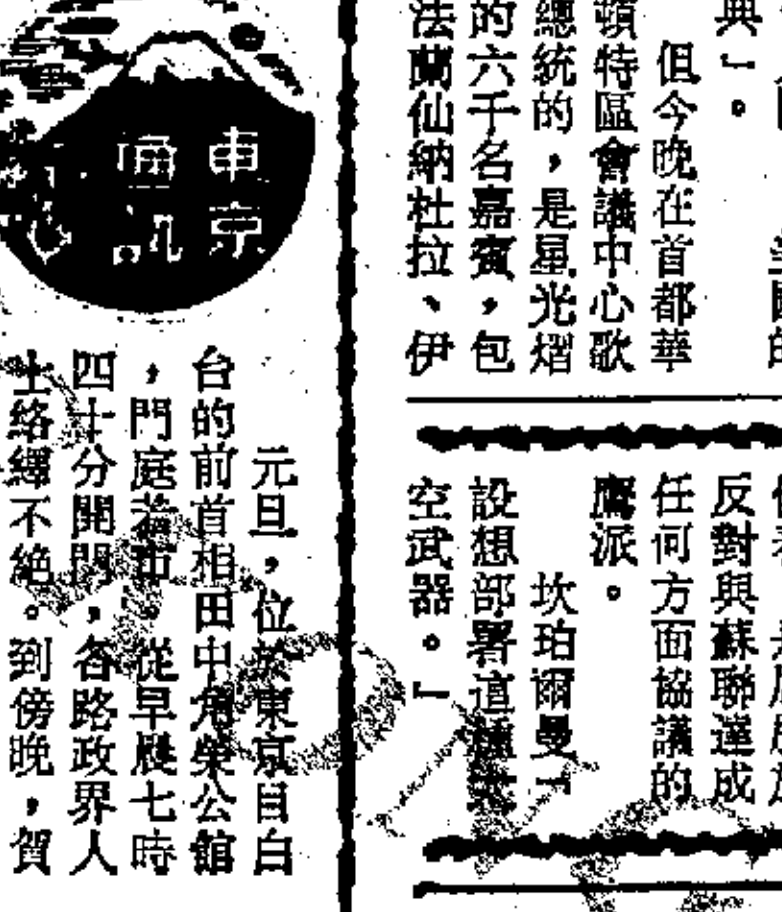 典」。
但今晚在首都華
頓特區會議中心歌
總統的，是星光熠
的六千名嘉賓，包
法蘭仙納杜拉、伊
反對與蘇聯達成
任何方面協議的
鷹派。
坎珀爾曼「
設想部署這種
空武器。」
東京
通訊
元旦，位於東京目白
台的前首相田中角榮公館
，門庭若市。從早晨七時
四十分開門，各路政界人
士絡繹不絕。到傍晚，賀